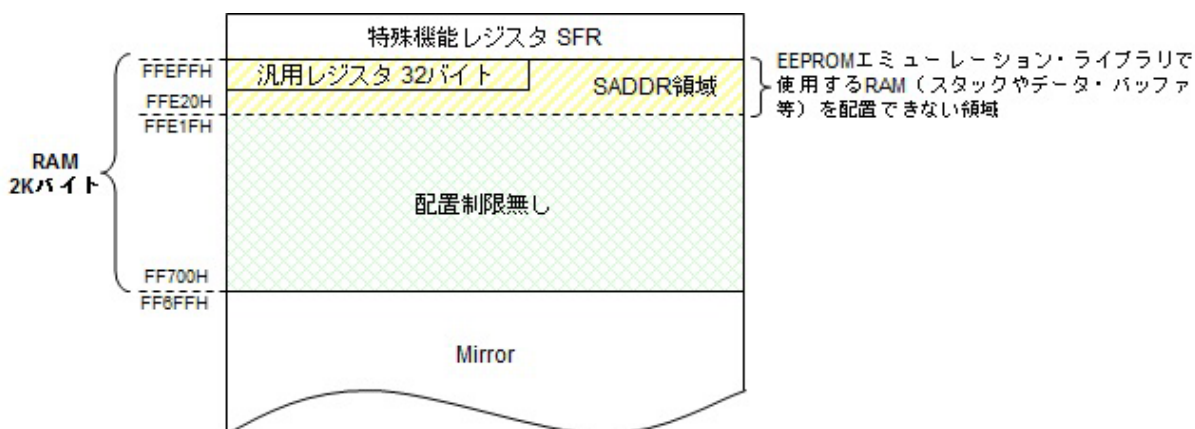 特殊機能レジスタ SFR
FFEFFH
汎用レジスタ 32バイト
SADDR領域
FFE20H
EEPROMエミュレーション・ライブラリで
使用するRAM（スタックやデータ・バッファ
等）を配置できない領域
FFE1FH
RAM
2Kバイト
配置制限無し
FF700H
FF6FFH
Mirror